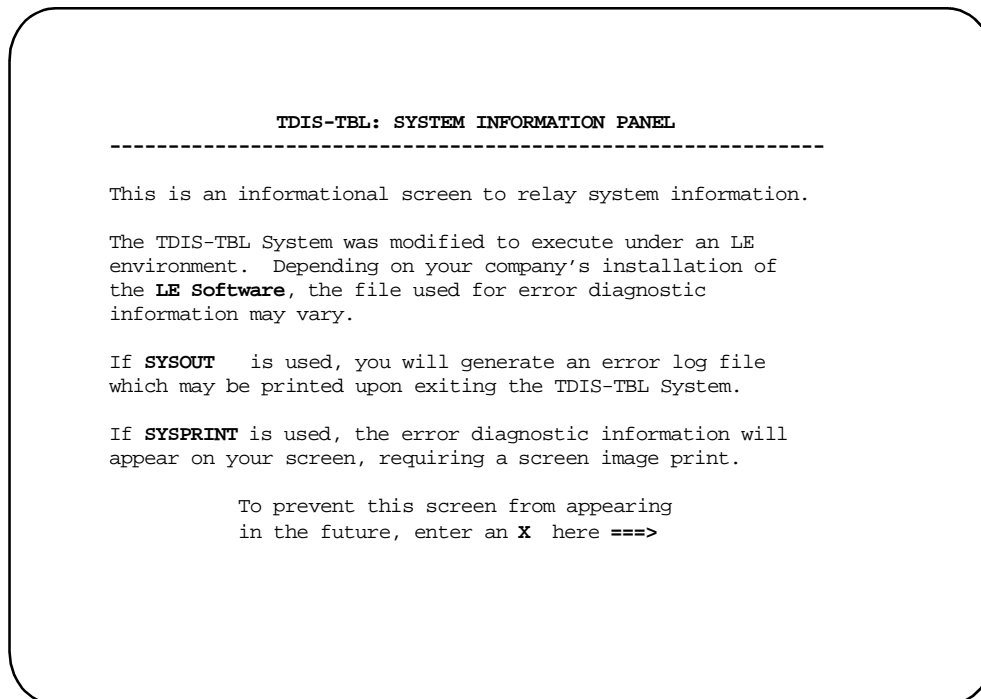 TDIS-TBL: SYSTEM INFORMATION PANEL
-------------------------------------------------------------
This is an informational screen to relay system information.
The TDIS-TBL System was modified to execute under an LE
environment.  Depending on your company's installation of
the LE Software, the file used for error diagnostic
information may vary.
If SYSOUT   is used, you will generate an error log file
which may be printed upon exiting the TDIS-TBL System.
If SYSPRINT is used, the error diagnostic information will
appear on your screen, requiring a screen image print.
To prevent this screen from appearing
in the future, enter an X  here ===>